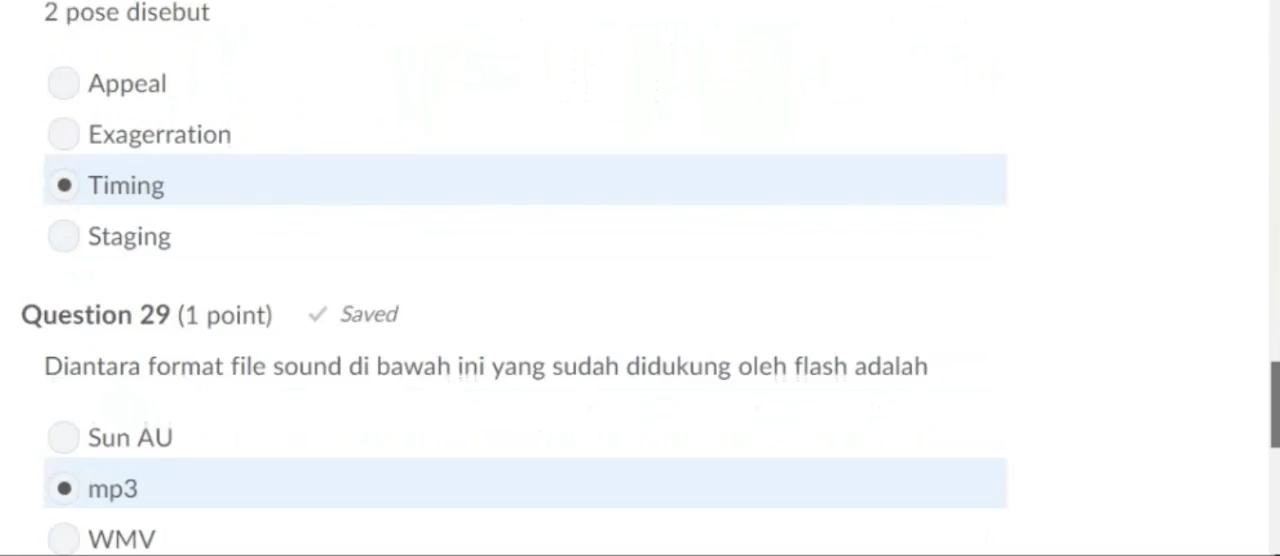 2 pose disebut
Appeal
Exagerration
Timing
Staging
Question 29 (1 point) ✓ Saved
Diantara format file sound di bawah ini yang sudah didukung oleh flash adalah
Sun AU
mp3
WMV